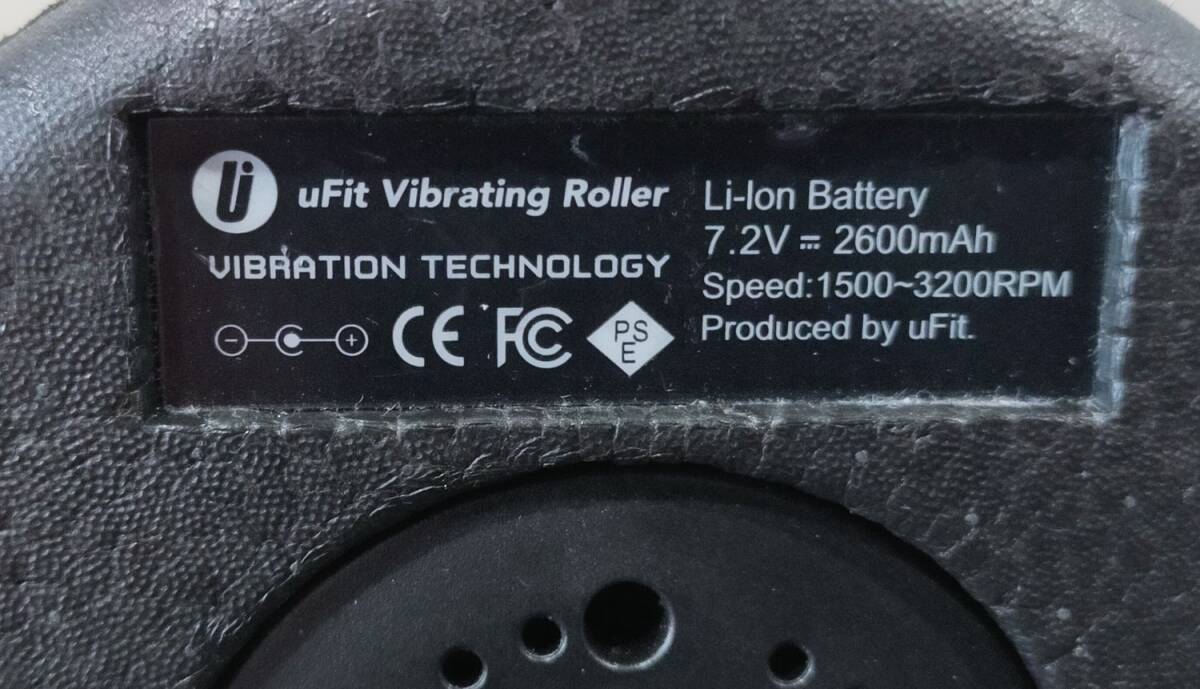 uFit Vibrating Roller
VIBRATION TECHNOLOGY
CE FC PSE
Li-Ion Battery
7.2V ⎓ 2600mAh
Speed:1500~3200RPM
Produced by uFit.